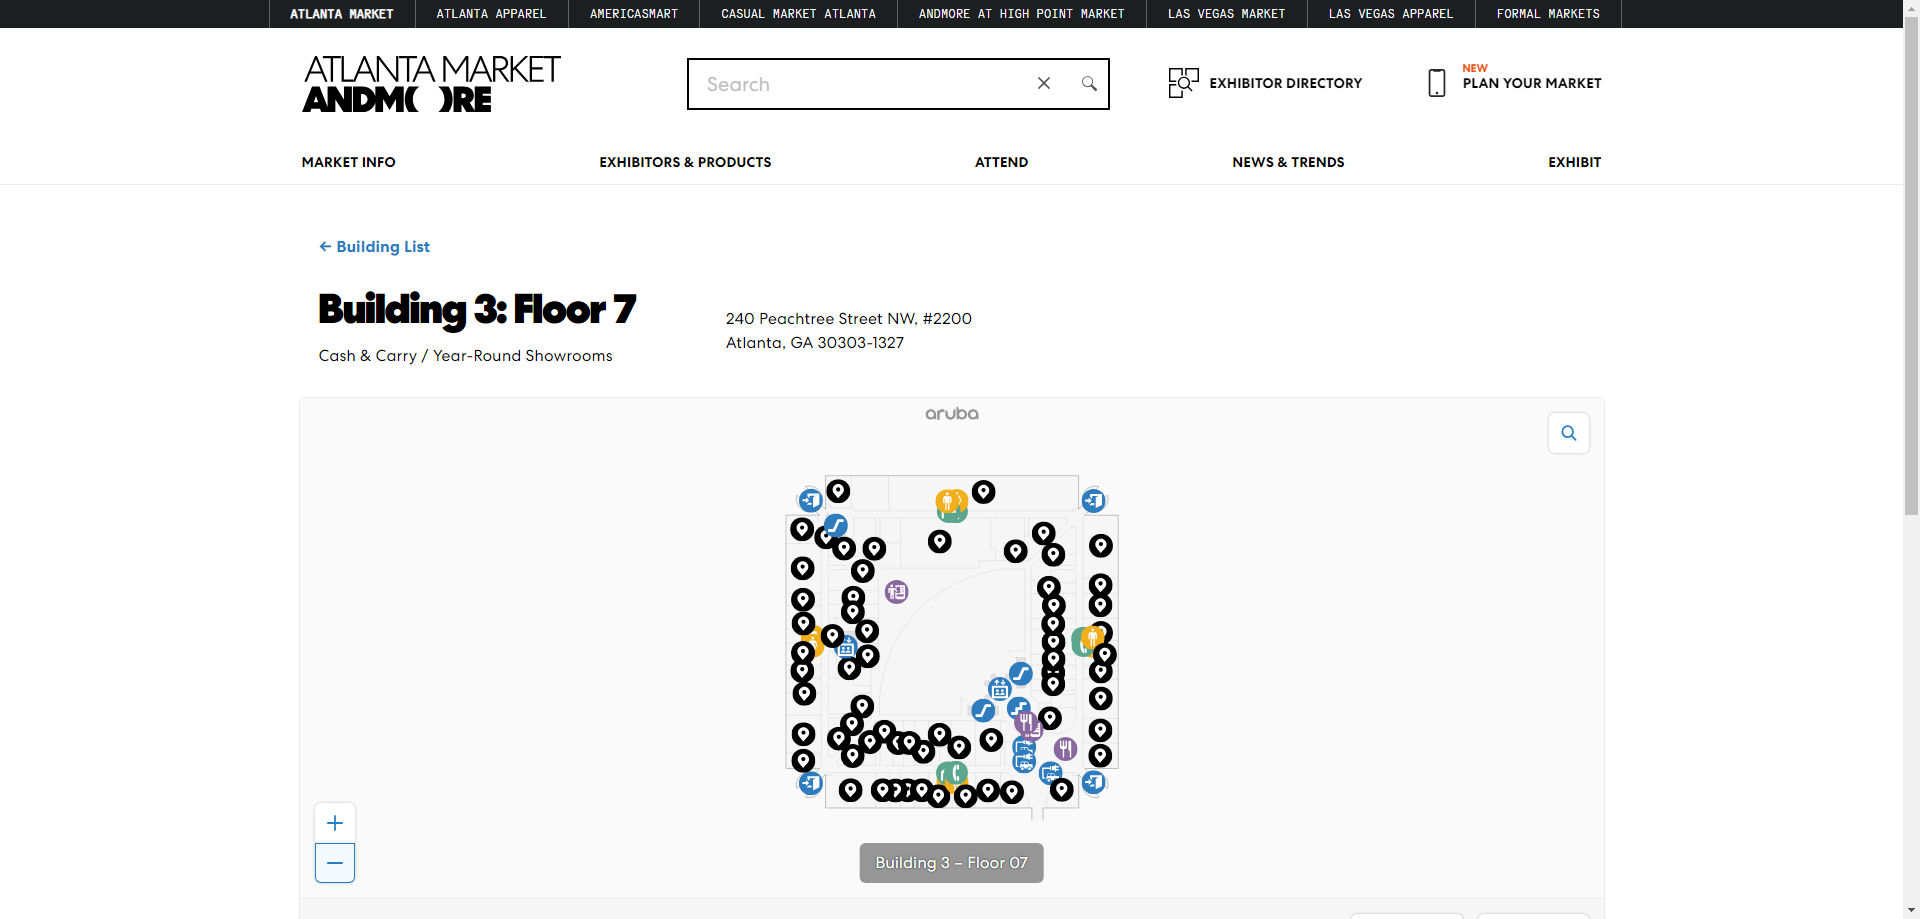 ATLANTA MARKET
ATLANTA APPAREL
AMERICASMART
CASUAL MARKET ATLANTA
ANDMORE AT HIGH POINT MARKET
LAS VEGAS MARKET
LAS VEGAS APPAREL
FORMAL MARKETS
ATLANTA MARKET
ANDM( )RE
Search
EXHIBITOR DIRECTORY
NEW
PLAN YOUR MARKET
MARKET INFO
EXHIBITORS & PRODUCTS
ATTEND
NEWS & TRENDS
EXHIBIT
← Building List
Building 3: Floor 7
Cash & Carry / Year-Round Showrooms
240 Peachtree Street NW, #2200
Atlanta, GA 30303-1327
aruba
Building 3 – Floor 07